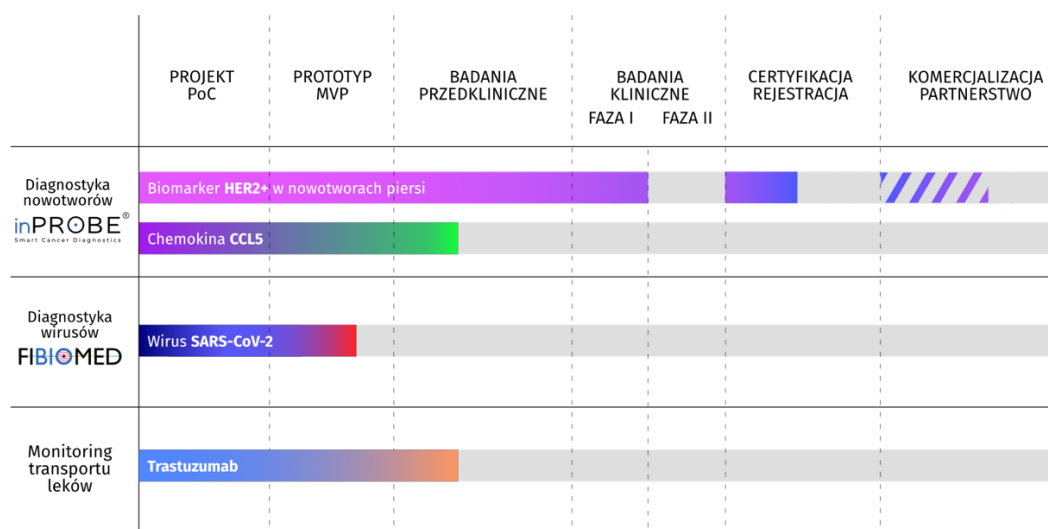 PROJEKT
PoC
PROTOTYP
MVP
BADANIA
PRZEDKLINICZNE
BADANIA
KLINICZNE
FAZA I
FAZA II
CERTYFIKACJA
REJESTRACJA
KOMERCJALIZACJA
PARTNERSTWO
Diagnostyka
nowotworów
inPROBE®
Smart Cancer Diagnostics
Biomarker HER2+ w nowotworach piersi
Chemokina CCL5
Diagnostyka
wirusów
FIBIOMED
Wirus SARS-CoV-2
Monitoring
transportu
leków
Trastuzumab